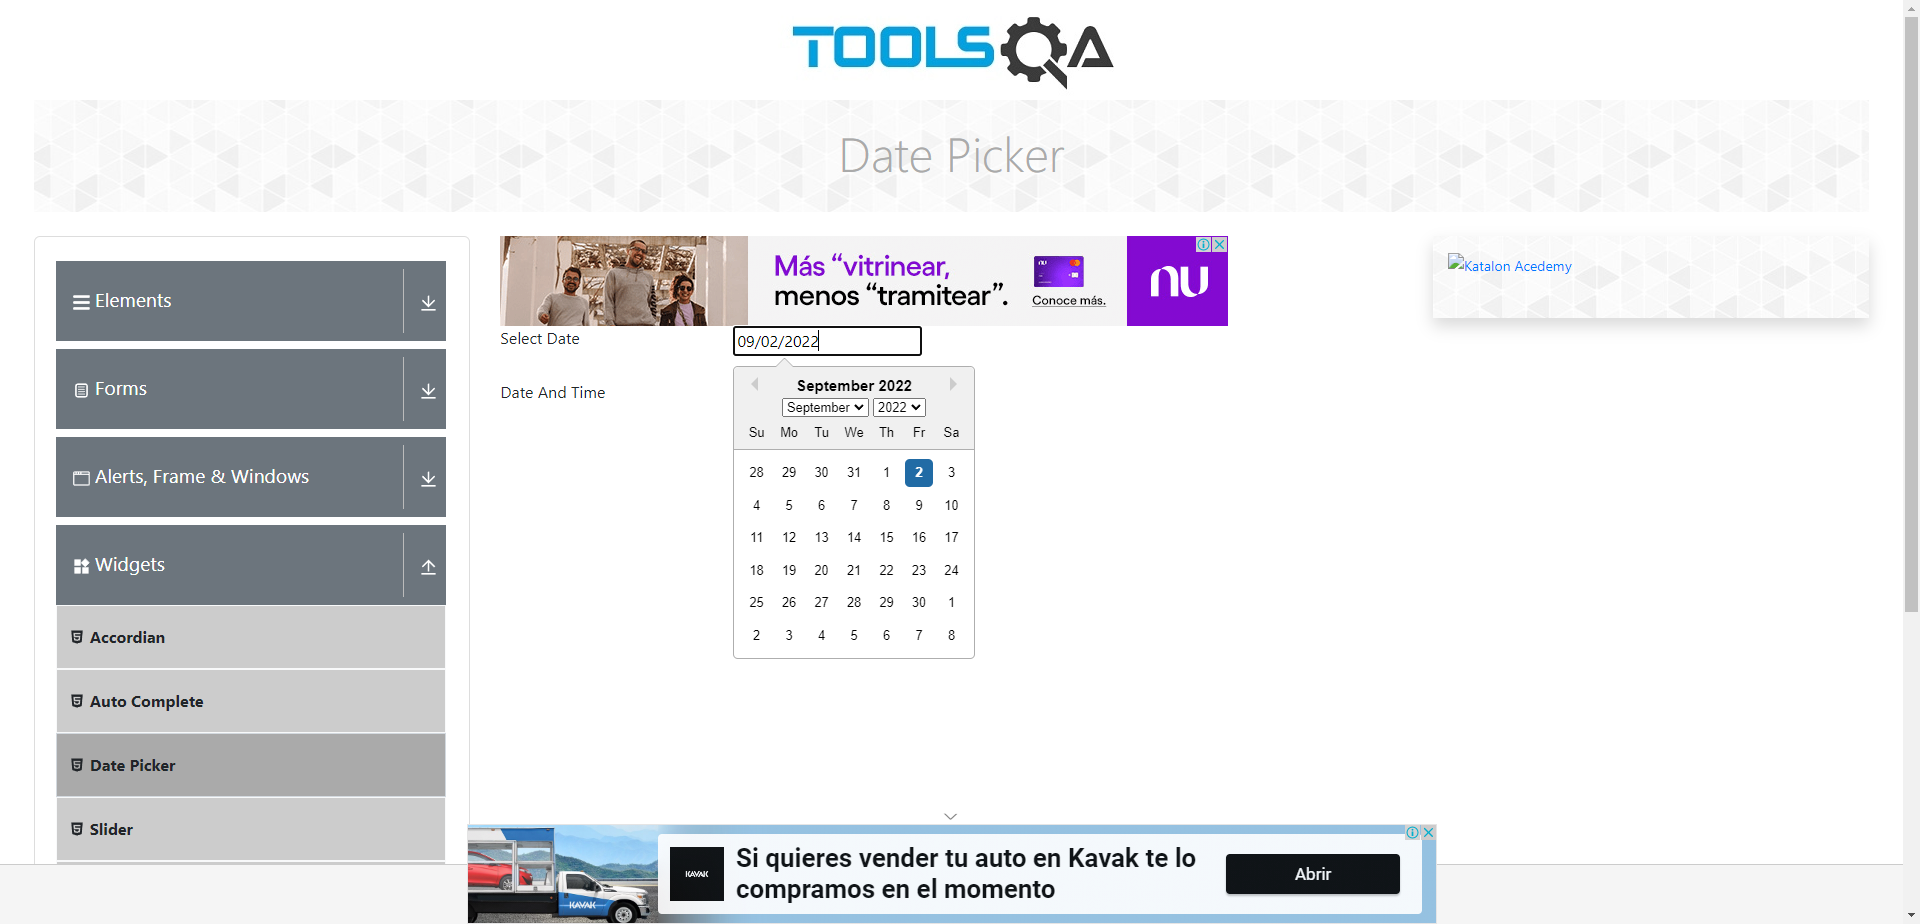 TOOLSQA
Date Picker
Elements
Forms
Alerts, Frame & Windows
Widgets
Accordian
Auto Complete
Date Picker
Slider
Más “vitrinear,
menos “tramitear”.
nu
Conoce más.
nu
Select Date
09/02/2022
Date And Time
September 2022
September 2022
Su Mo Tu We Th Fr Sa
28 29 30 31 1 2 3
4 5 6 7 8 9 10
11 12 13 14 15 16 17
18 19 20 21 22 23 24
25 26 27 28 29 30 1
2 3 4 5 6 7 8
Katalon Acedemy
KAVAK
KAVAK
Si quieres vender tu auto en Kavak te lo
compramos en el momento
Abrir